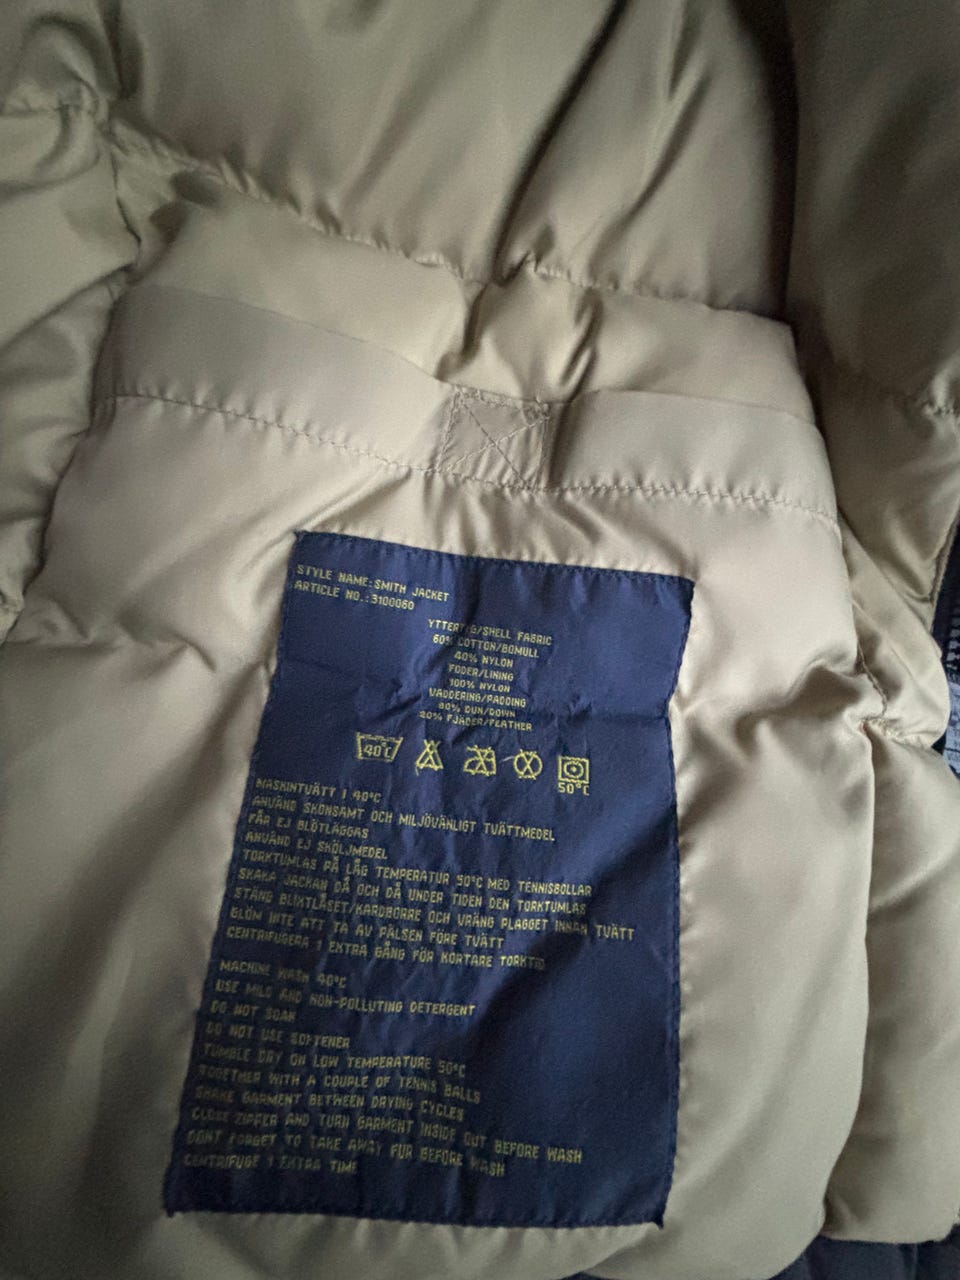 STYLE NAME: SMITH JACKET
ARTICLE NO.: 3100060
YTTERTYG/SHELL FABRIC
60% COTTON/BOMULL
40% NYLON
FODER/LINING
100% NYLON
VADDERING/PADDING
80% DUN/DOWN
20% FJÄDER/FEATHER
40°C
50°C
MASKINTVÄTT I 40°C
ANVÄND SKONSAMT OCH MILJÖVÄNLIGT TVÄTTMEDEL
FÅR EJ BLÖTLÄGGAS
ANVÄND EJ SKÖLJMEDEL
TORKTUMLAS PÅ LÅG TEMPERATUR 50°C MED TENNISBOLLAR
SKAKA JACKAN DÅ OCH DÅ UNDER TIDEN DEN TORKTUMLAS
STÄNG BLIXTLÅSET/KARDBORRE OCH VRÄNG PLAGGET INNAN TVÄTT
GLÖM INTE ATT TA AV PÄLSEN FÖRE TVÄTT
CENTRIFUGERA 1 EXTRA GÅNG FÖR KORTARE TORKTID
MACHINE WASH 40°C
USE MILD AND NON-POLLUTING DETERGENT
DO NOT SOAK
DO NOT USE SOFTENER
TUMBLE DRY ON LOW TEMPERATURE 50°C
TOGETHER WITH A COUPLE OF TENNIS BALLS
SHAKE GARMENT BETWEEN DRYING CYCLES
CLOSE ZIPPER AND TURN GARMENT INSIDE OUT BEFORE WASH
DONT FORGET TO TAKE AWAY FUR BEFORE WASH
CENTRIFUGE 1 EXTRA TIME